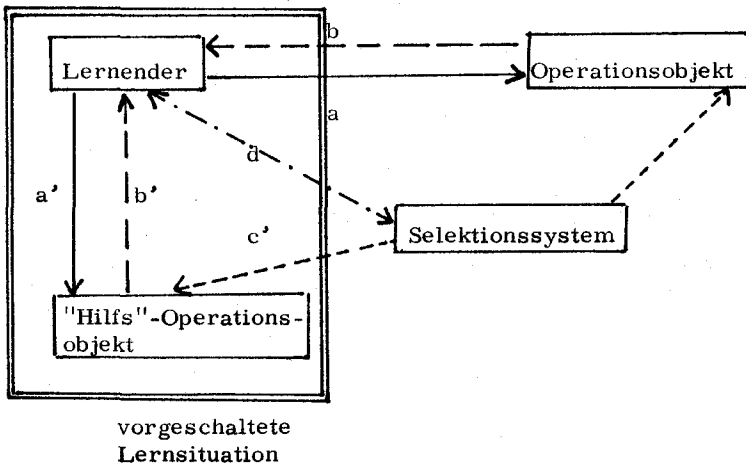 b
Lernender
Operationsobjekt
a
d
a'
b'
c'
Selektionssystem
"Hilfs"-Operations-
objekt
vorgeschaltete
Lernsituation